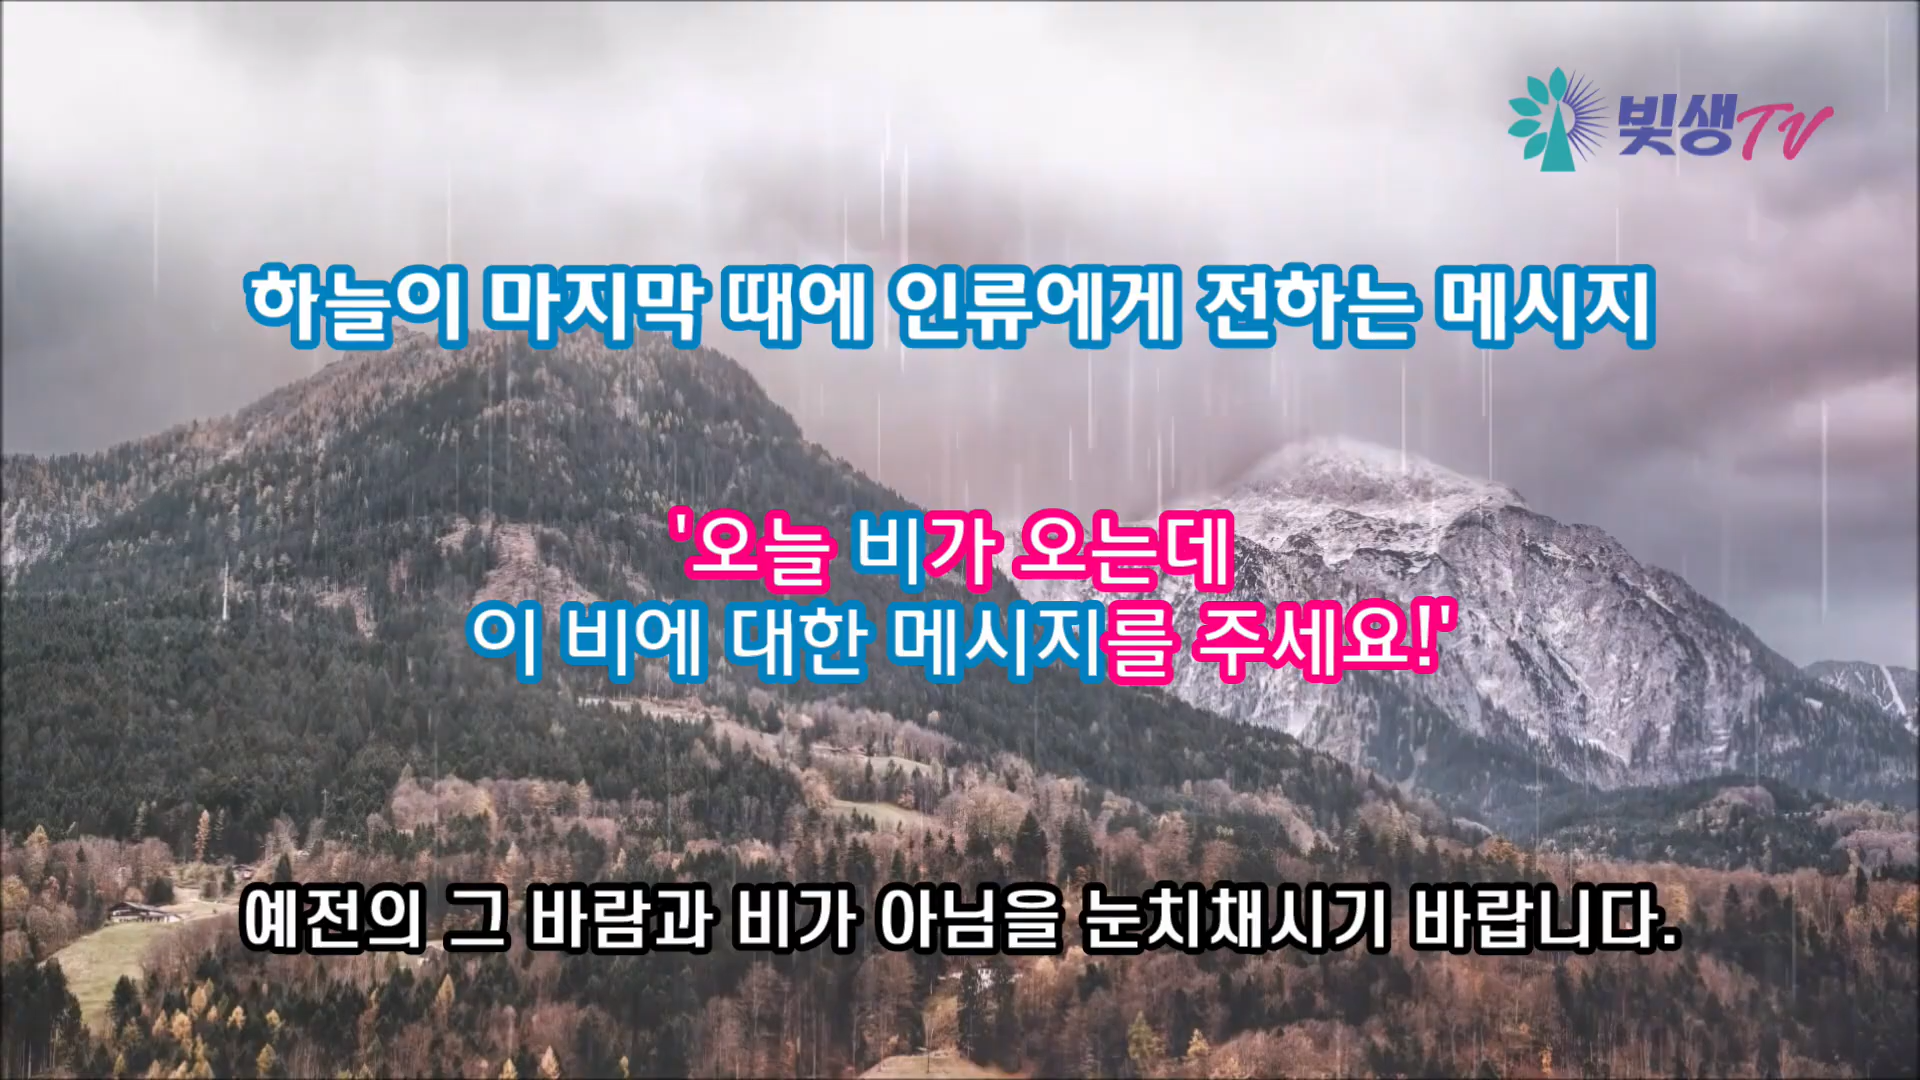 빛생TV
하늘이 마지막 때에 인류에게 전하는 메시지
'오늘 비가 오는데
이 비에 대한 메시지를 주세요!'
예전의 그 바람과 비가 아님을 눈치채시기 바랍니다.